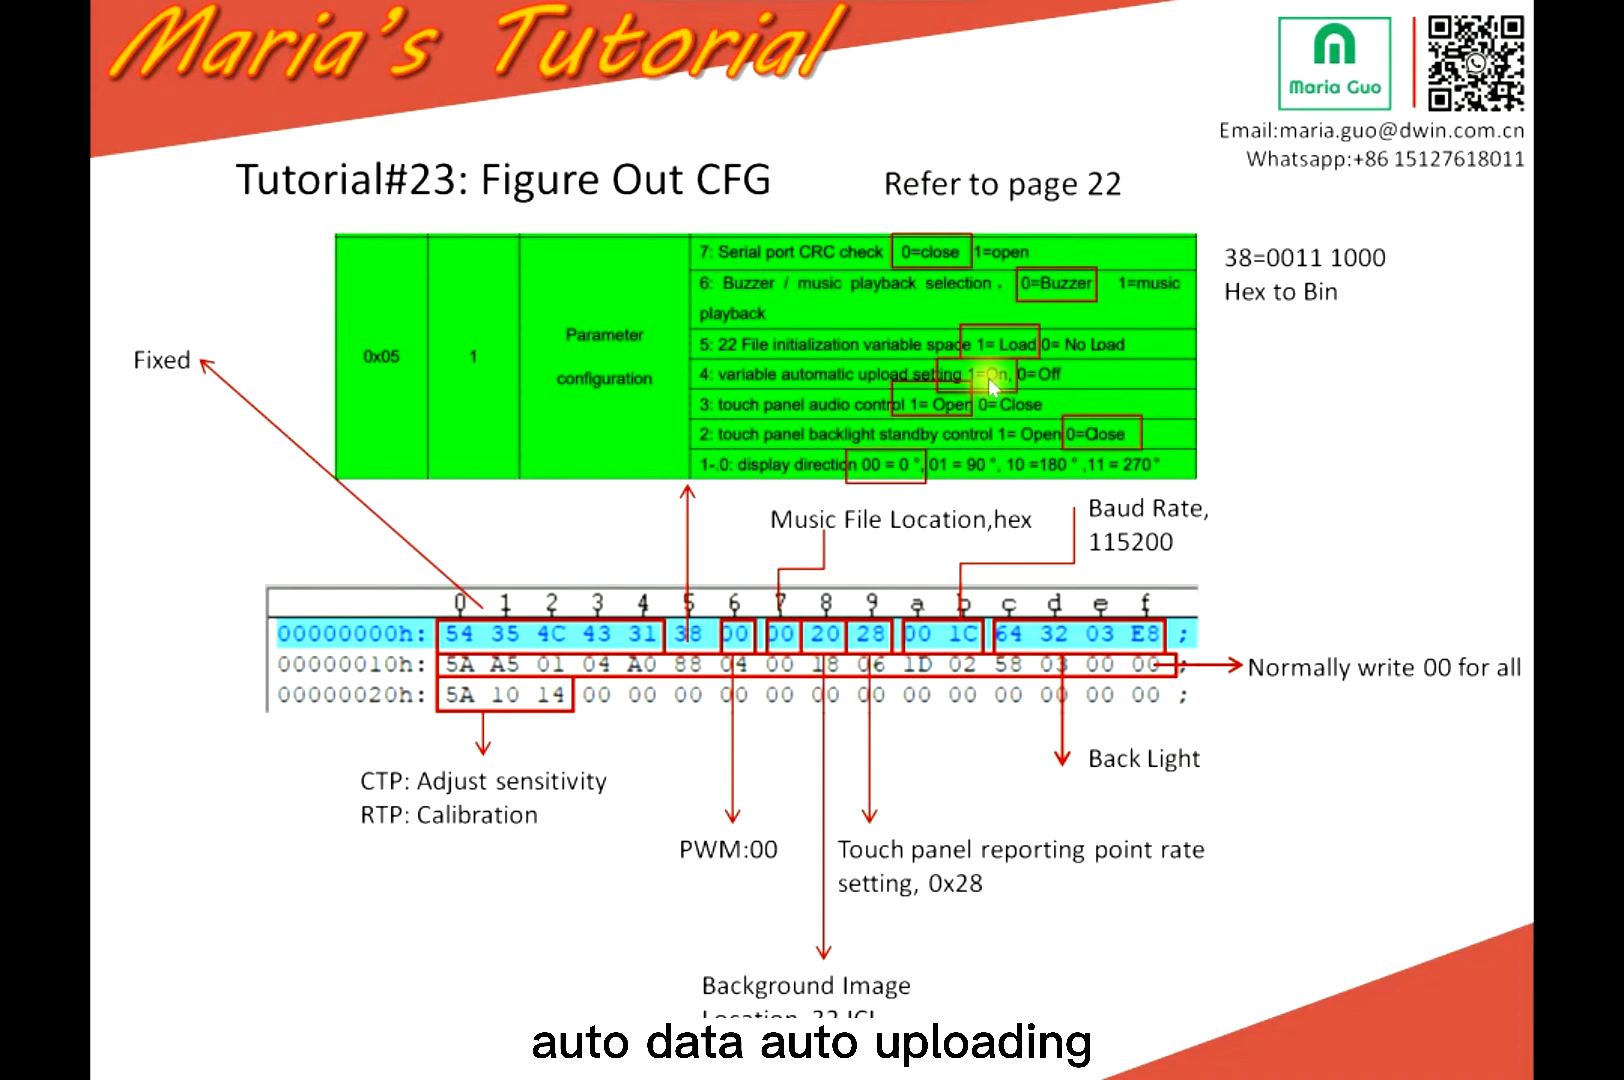 Maria's Tutorial
Maria Guo
Email:maria.guo@dwin.com.cn
Whatsapp:+86 15127618011
Tutorial#23: Figure Out CFG
Refer to page 22
0x05
1
Parameter
configuration
7: Serial port CRC check 0=close 1=open
6: Buzzer / music playback selection, 0=Buzzer 1=music
playback
5: 22 File initialization variable space 1= Load 0= No Load
4: variable automatic upload setting 1=On, 0=Off
3: touch panel audio control 1= Open 0= Close
2: touch panel backlight standby control 1= Open 0=Close
1-.0: display direction 00 = 0 °, 01 = 90 °, 10 =180 ° ,11 = 270°
38=0011 1000
Hex to Bin
Fixed
Music File Location,hex
Baud Rate,
115200
0 1 2 3 4 5 6 7 8 9 a b c d e f
00000000h: 54 35 4C 43 31 38 00 00 20 28 00 1C 64 32 03 E8 ;
00000010h: 5A A5 01 04 A0 88 04 00 18 06 1D 02 58 03 00 00 ;
00000020h: 5A 10 14 00 00 00 00 00 00 00 00 00 00 00 00 00 ;
Normally write 00 for all
Back Light
CTP: Adjust sensitivity
RTP: Calibration
PWM:00
Touch panel reporting point rate
setting, 0x28
Background Image
Location, 32.ICL
auto data auto uploading